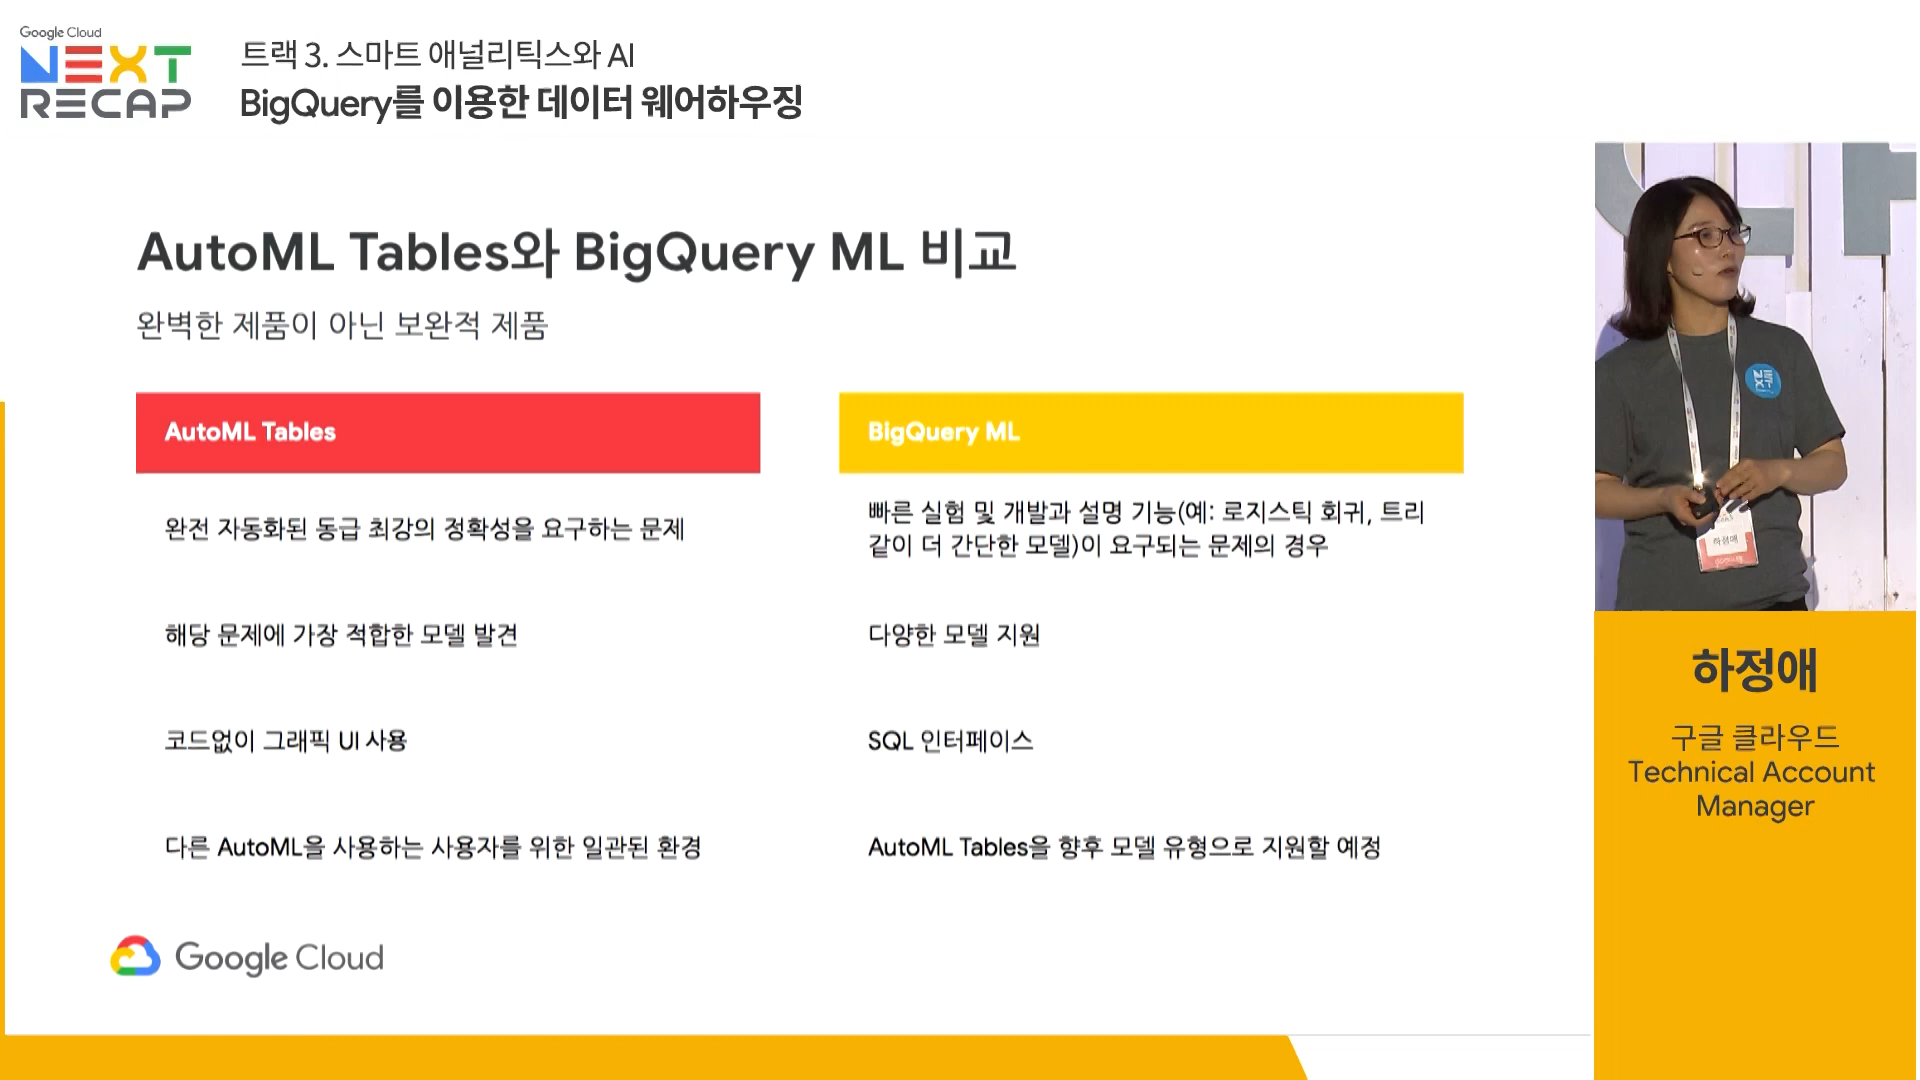 Google Cloud
NEXT
RECAP
트랙 3. 스마트 애널리틱스와 AI
BigQuery를 이용한 데이터 웨어하우징
AutoML Tables와 BigQuery ML 비교
완벽한 제품이 아닌 보완적 제품
AutoML Tables
완전 자동화된 동급 최강의 정확성을 요구하는 문제
해당 문제에 가장 적합한 모델 발견
코드없이 그래픽 UI 사용
다른 AutoML을 사용하는 사용자를 위한 일관된 환경
BigQuery ML
빠른 실험 및 개발과 설명 기능(예: 로지스틱 회귀, 트리
같이 더 간단한 모델)이 요구되는 문제의 경우
다양한 모델 지원
SQL 인터페이스
AutoML Tables을 향후 모델 유형으로 지원할 예정
Google Cloud
하정애
하정애
구글 클라우드
Technical Account
Manager